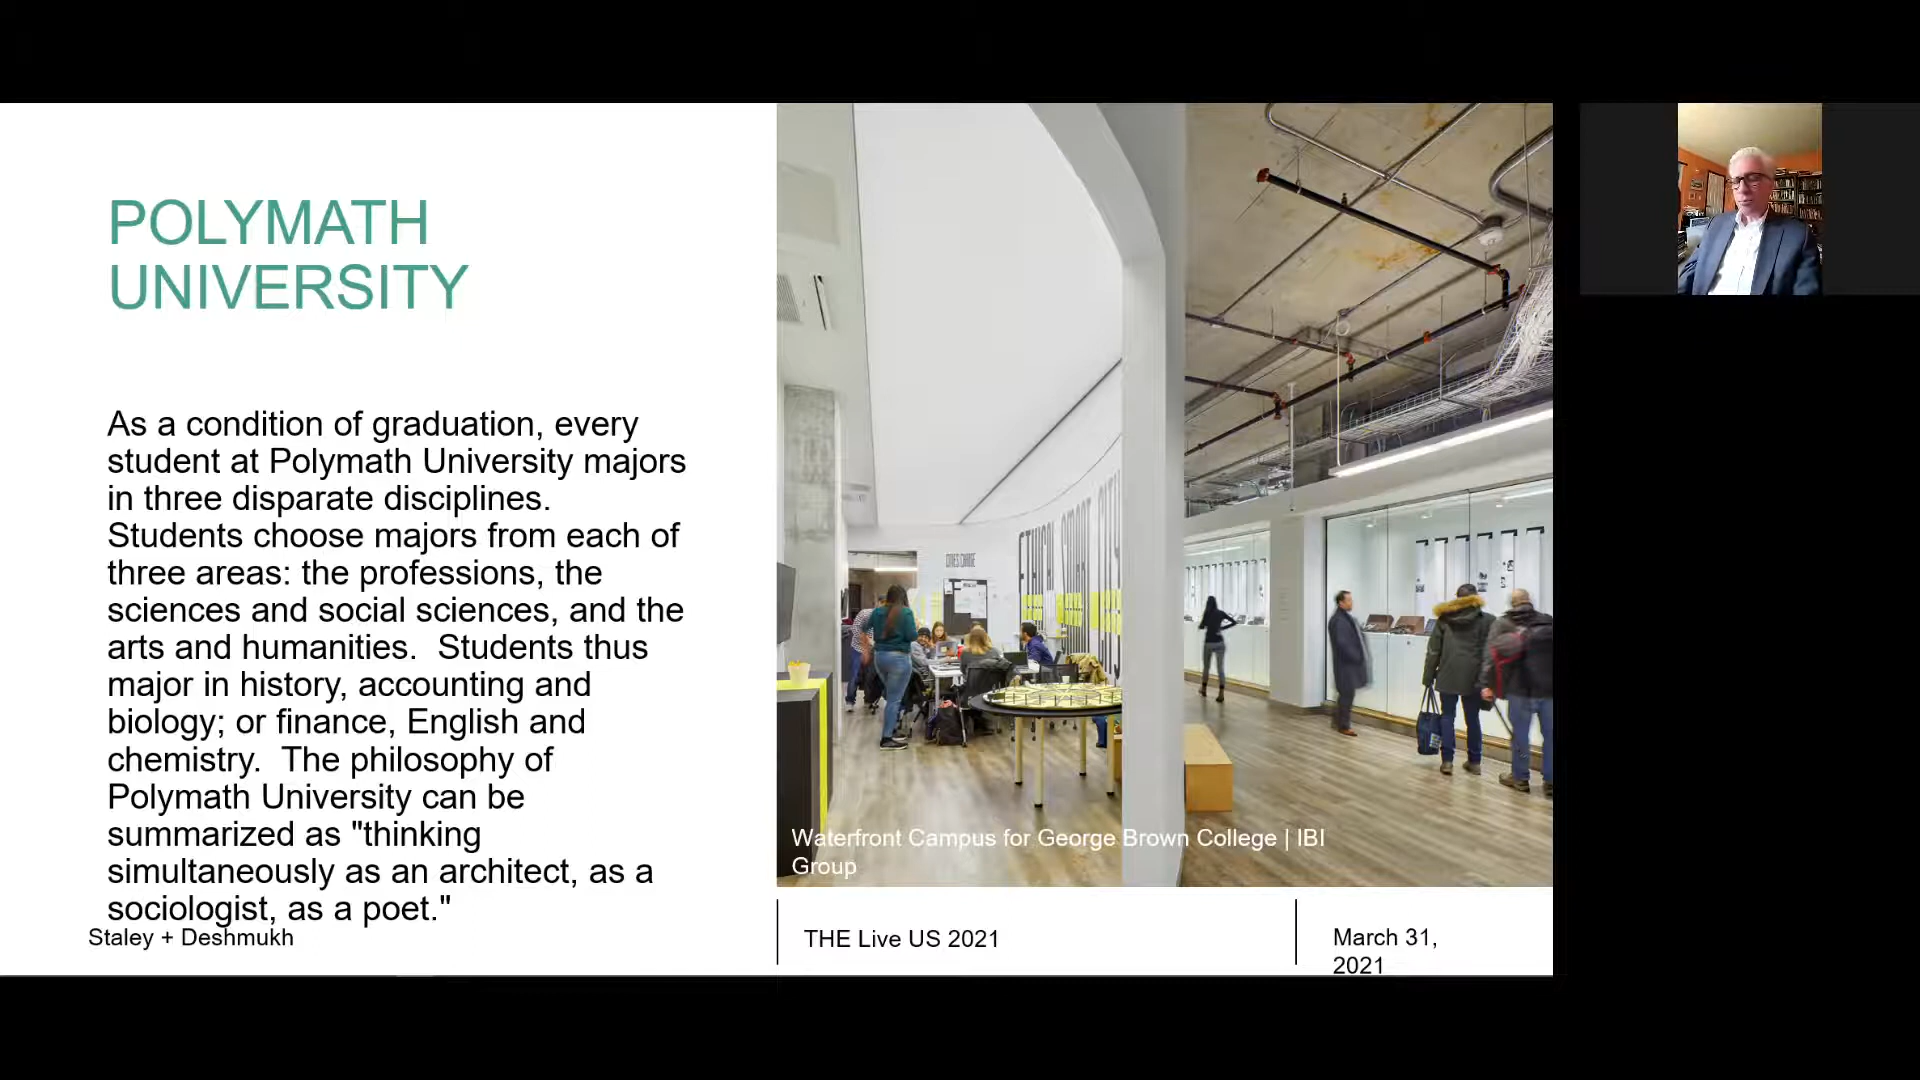 POLYMATH
UNIVERSITY
As a condition of graduation, every
student at Polymath University majors
in three disparate disciplines.
Students choose majors from each of
three areas: the professions, the
sciences and social sciences, and the
arts and humanities.  Students thus
major in history, accounting and
biology; or finance, English and
chemistry.  The philosophy of
Polymath University can be
summarized as "thinking
simultaneously as an architect, as a
sociologist, as a poet."
Staley + Deshmukh
ETHICAL SMART CITY
Waterfront Campus for George Brown College | IBI
Group
THE Live US 2021
March 31,
2021